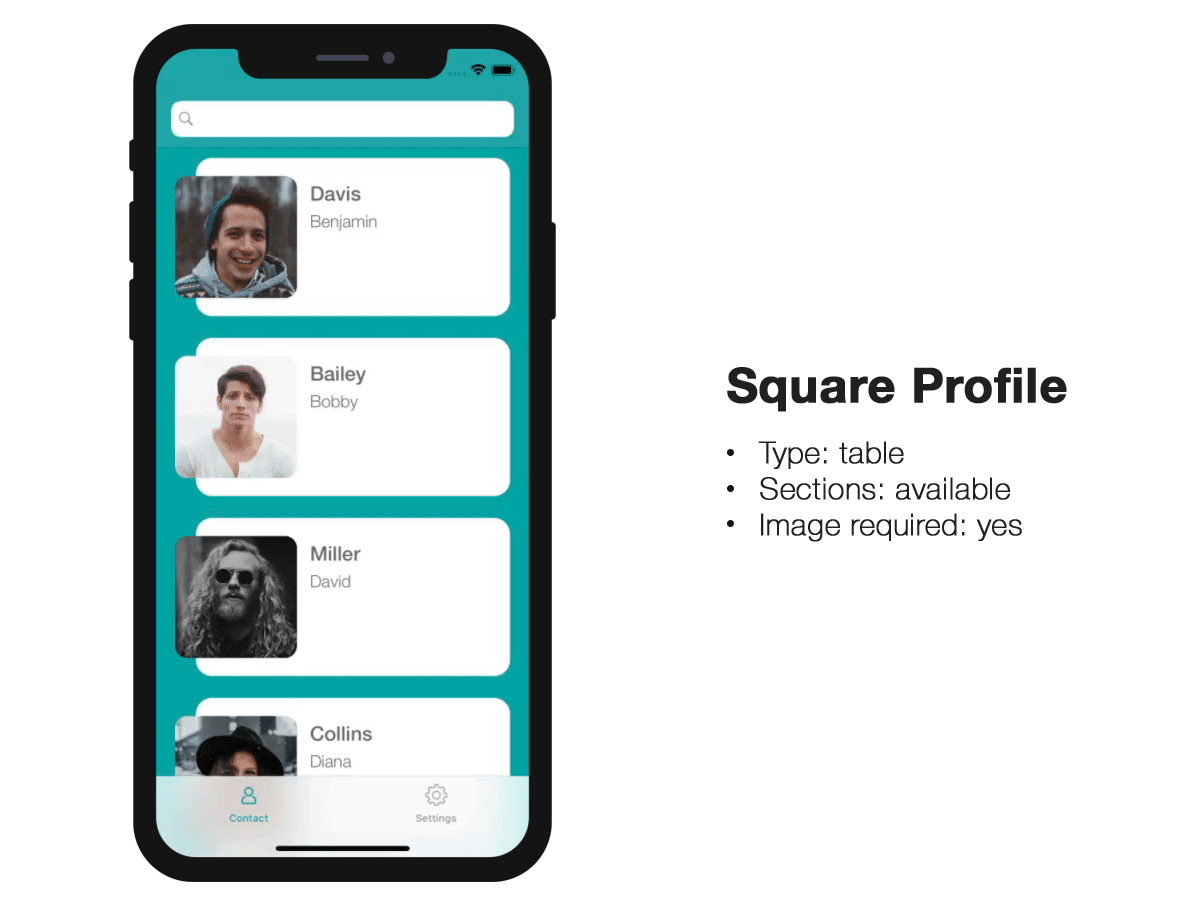 Davis
Benjamin
Bailey
Bobby
Miller
David
Collins
Diana
Contact
Settings
Square Profile
• Type: table
• Sections: available
• Image required: yes